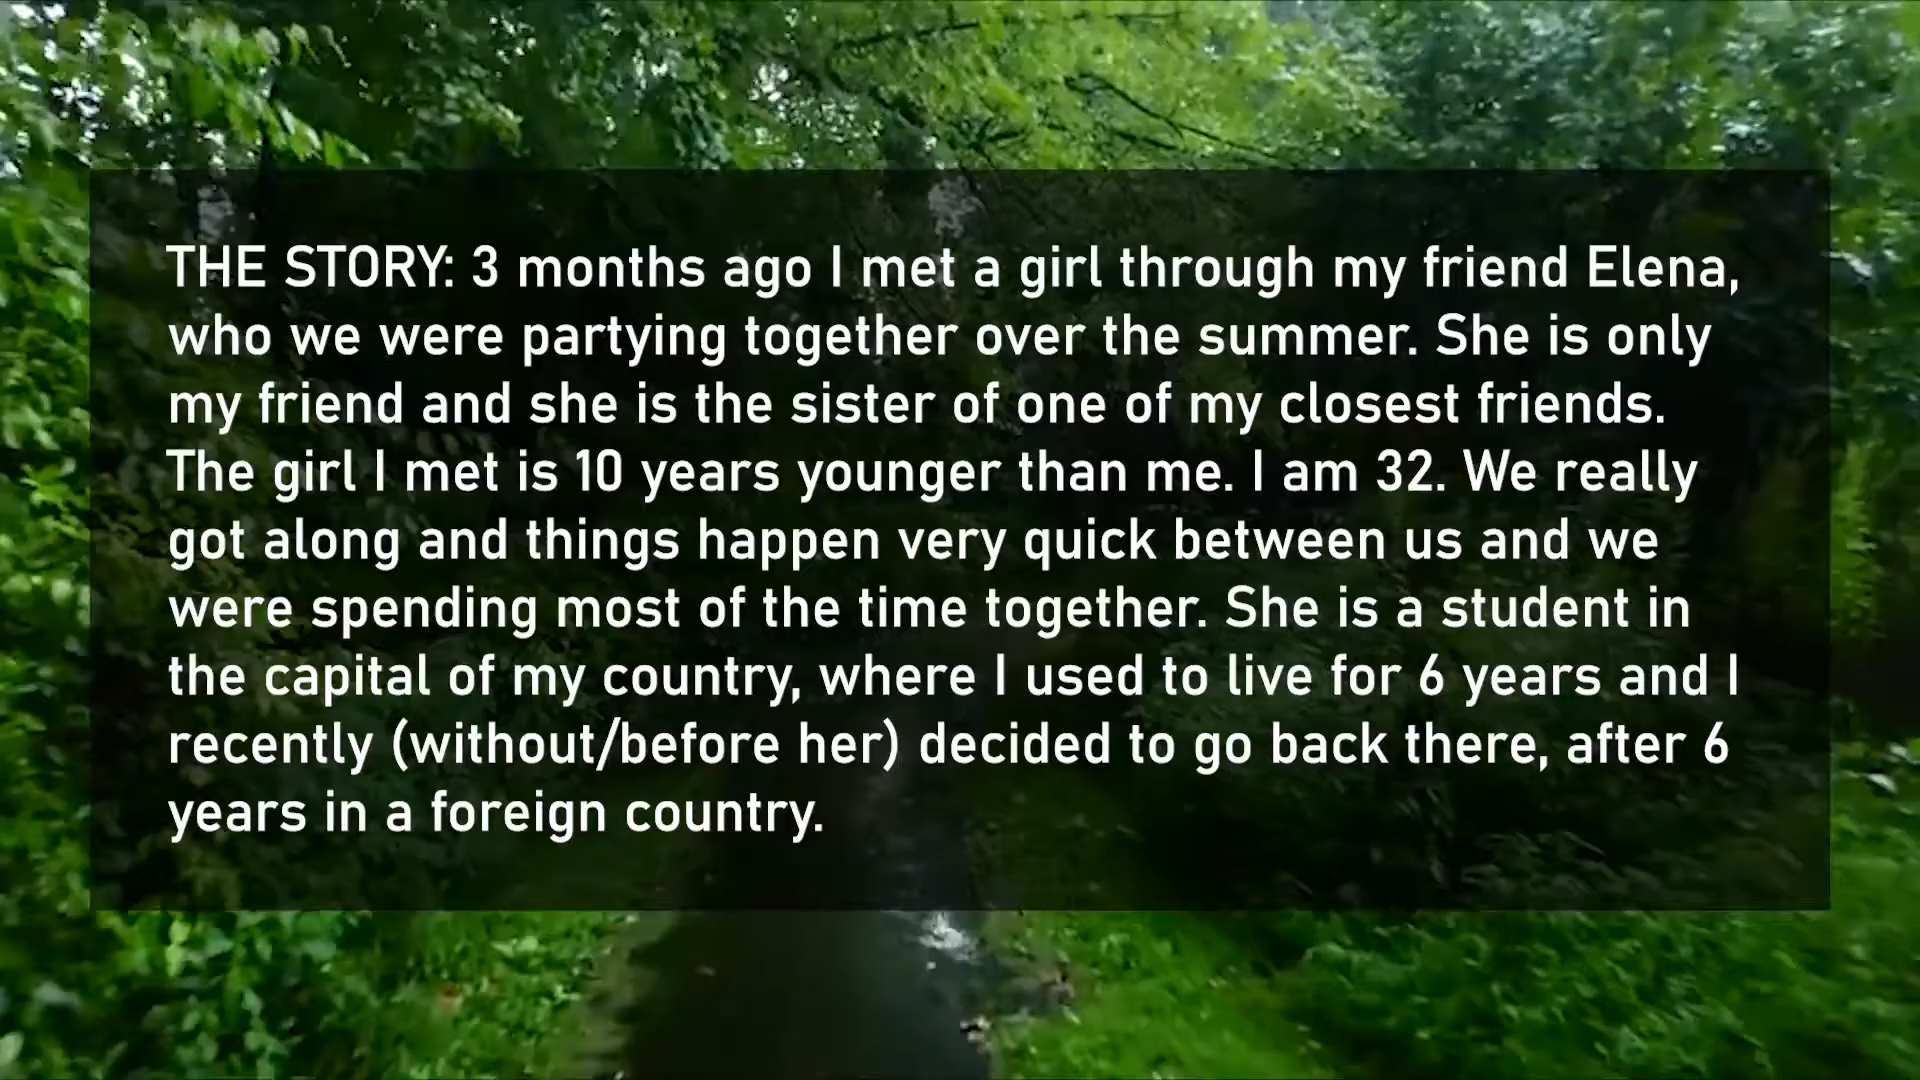 THE STORY: 3 months ago I met a girl through my friend Elena,
who we were partying together over the summer. She is only
my friend and she is the sister of one of my closest friends.
The girl I met is 10 years younger than me. I am 32. We really
got along and things happen very quick between us and we
were spending most of the time together. She is a student in
the capital of my country, where I used to live for 6 years and I
recently (without/before her) decided to go back there, after 6
years in a foreign country.